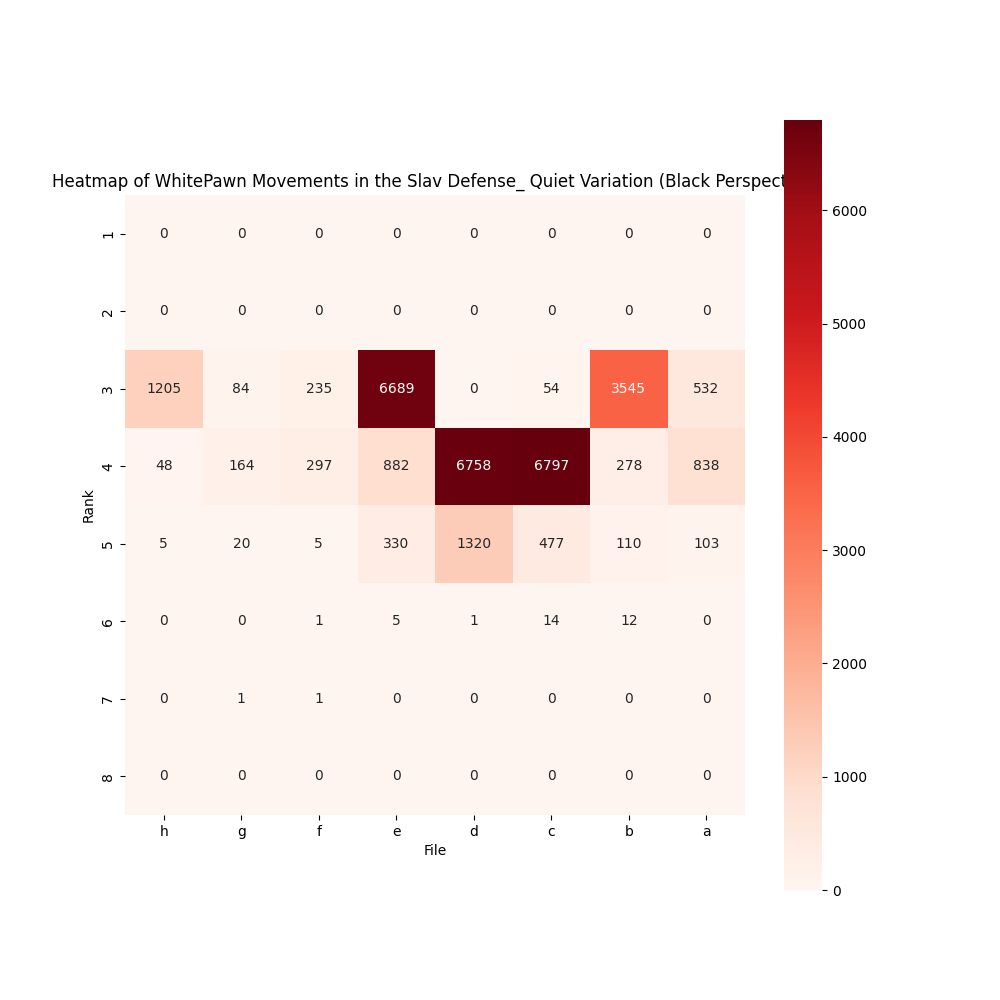 Heatmap of WhitePawn Movements in the Slav Defense_ Quiet Variation (Black Perspect
1 0 0 0 0 0 0 0 0
2 0 0 0 0 0 0 0 0
3 1205 84 235 6689 0 54 3545 532
4 48 164 297 882 6758 6797 278 838
5 5 20 5 330 1320 477 110 103
6 0 0 1 5 1 14 12 0
7 0 1 1 0 0 0 0 0
8 0 0 0 0 0 0 0 0
h g f e d c b a
File
Rank
6000
5000
4000
3000
2000
1000
0